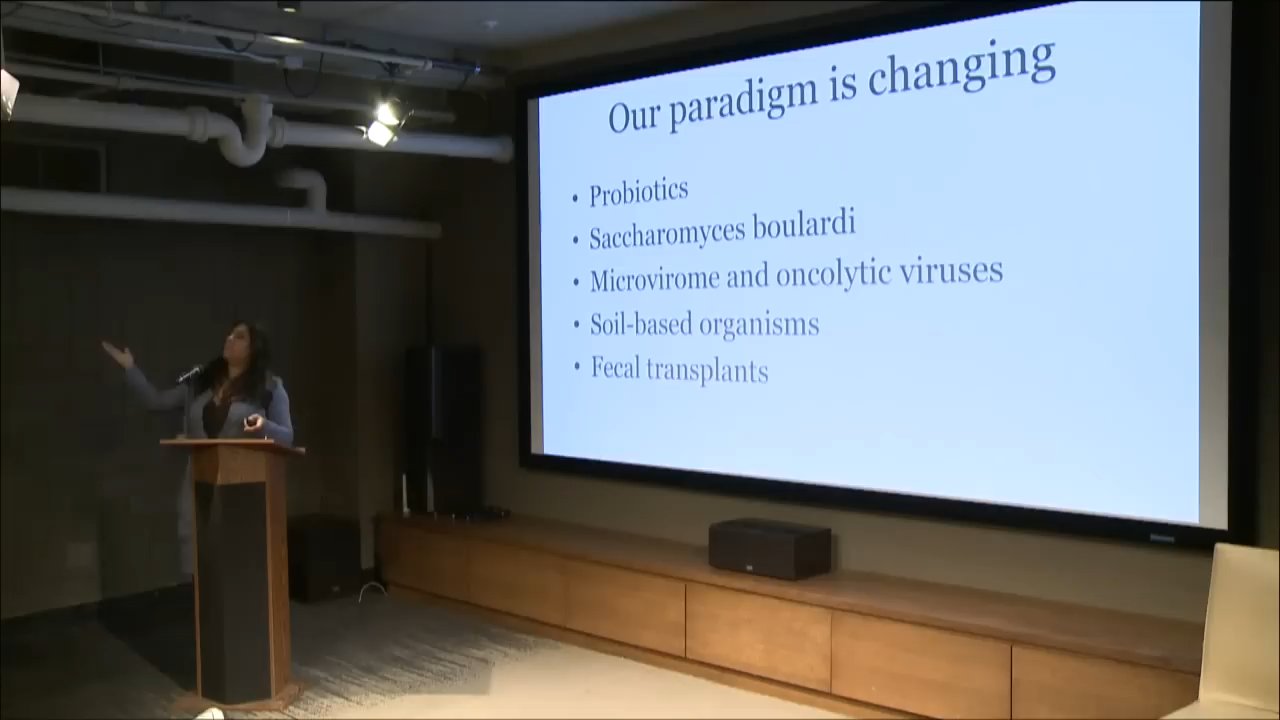 Our paradigm is changing
• Probiotics
• Saccharomyces boulardi
• Microvirome and oncolytic viruses
• Soil-based organisms
• Fecal transplants